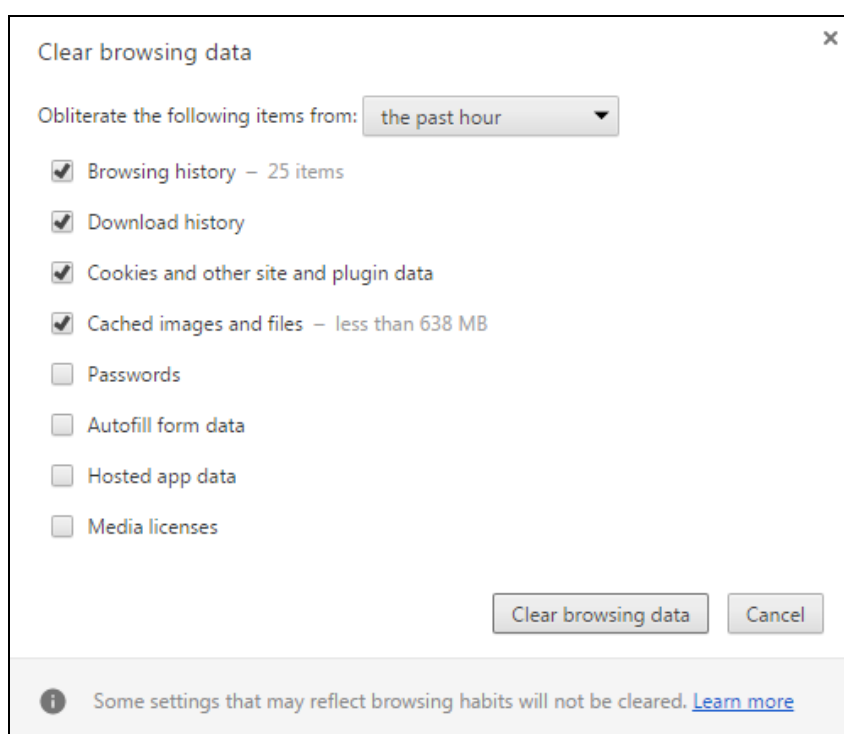 Clear browsing data
Obliterate the following items from: the past hour
Browsing history – 25 items
Download history
Cookies and other site and plugin data
Cached images and files – less than 638 MB
Passwords
Autofill form data
Hosted app data
Media licenses
Clear browsing data Cancel
Some settings that may reflect browsing habits will not be cleared. Learn more